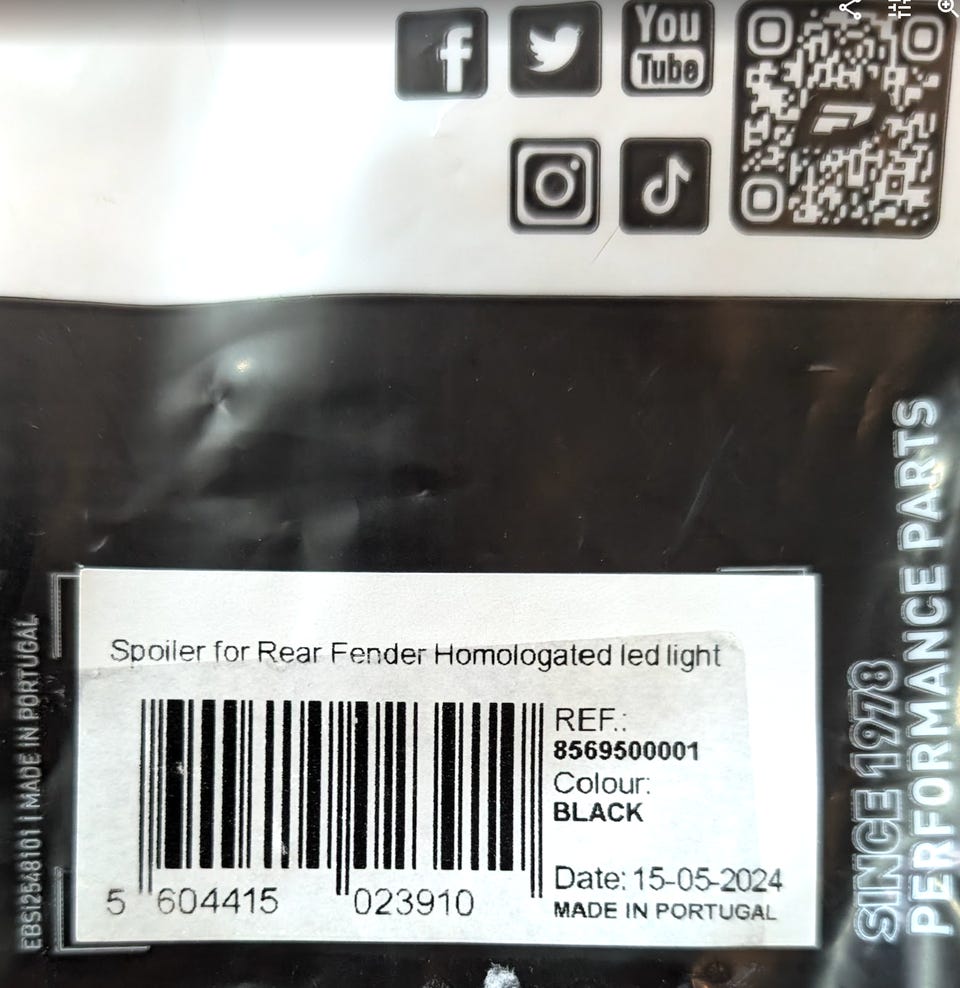 You
Tube
Spoiler for Rear Fender Homologated led light
REF.:
8569500001
Colour:
BLACK
Date: 15-05-2024
MADE IN PORTUGAL
5 604415 023910
EBSI2548101 | MADE IN PORTUGAL
SINCE 1978
PERFORMANCE PARTS